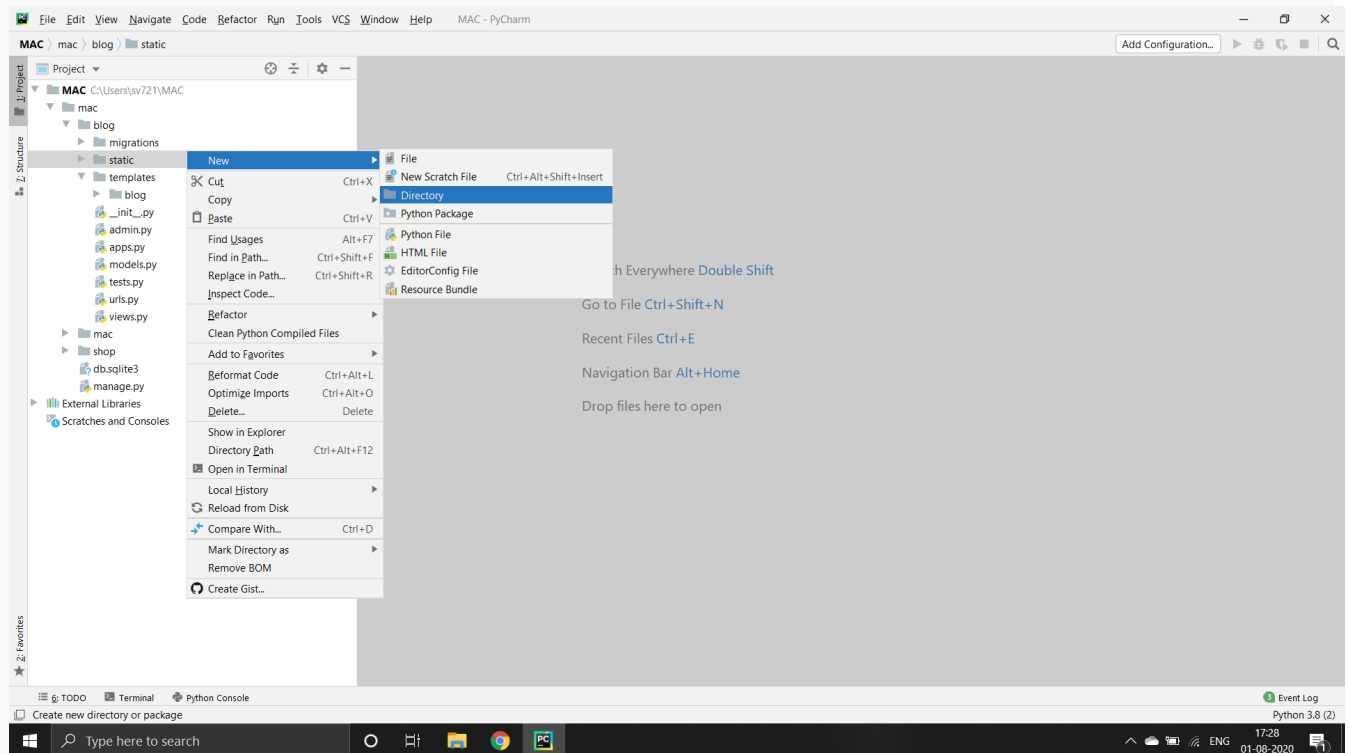 File Edit View Navigate Code Refactor Run Tools VCS Window Help MAC - PyCharm
MAC mac blog static
Add Configuration...
1: Project
Project
MAC C:\Users\sv721\MAC
mac
blog
migrations
static
templates
blog
__init__.py
admin.py
apps.py
models.py
tests.py
urls.py
views.py
mac
shop
db.sqlite3
manage.py
External Libraries
Scratches and Consoles
Z: Structure
2: Favorites
New
Cut Ctrl+X
Copy
Paste Ctrl+V
Find Usages Alt+F7
Find in Path... Ctrl+Shift+F
Replace in Path... Ctrl+Shift+R
Inspect Code...
Refactor
Clean Python Compiled Files
Add to Favorites
Reformat Code Ctrl+Alt+L
Optimize Imports Ctrl+Alt+O
Delete... Delete
Show in Explorer
Directory Path Ctrl+Alt+F12
Open in Terminal
Local History
Reload from Disk
Compare With... Ctrl+D
Mark Directory as
Remove BOM
Create Gist...
File
New Scratch File Ctrl+Alt+Shift+Insert
Directory
Python Package
Python File
HTML File
EditorConfig File
Resource Bundle
h Everywhere Double Shift
Go to File Ctrl+Shift+N
Recent Files Ctrl+E
Navigation Bar Alt+Home
Drop files here to open
6: TODO Terminal Python Console
3 Event Log
Create new directory or package
Python 3.8 (2)
Type here to search
PC
ENG
17:28
01-08-2020
1